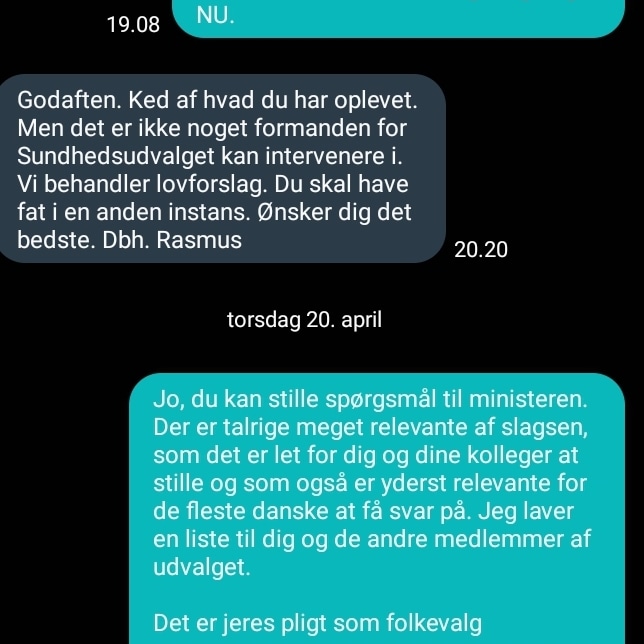 NU.
19.08
Godaften. Ked af hvad du har oplevet.
Men det er ikke noget formanden for
Sundhedsudvalget kan intervenere i.
Vi behandler lovforslag. Du skal have
fat i en anden instans. Ønsker dig det
bedste. Dbh. Rasmus
20.20
torsdag 20. april
Jo, du kan stille spørgsmål til ministeren.
Der er talrige meget relevante af slagsen,
som det er let for dig og dine kolleger at
stille og som også er yderst relevante for
de fleste danske at få svar på. Jeg laver
en liste til dig og de andre medlemmer af
udvalget.
Det er jeres pligt som folkevalg